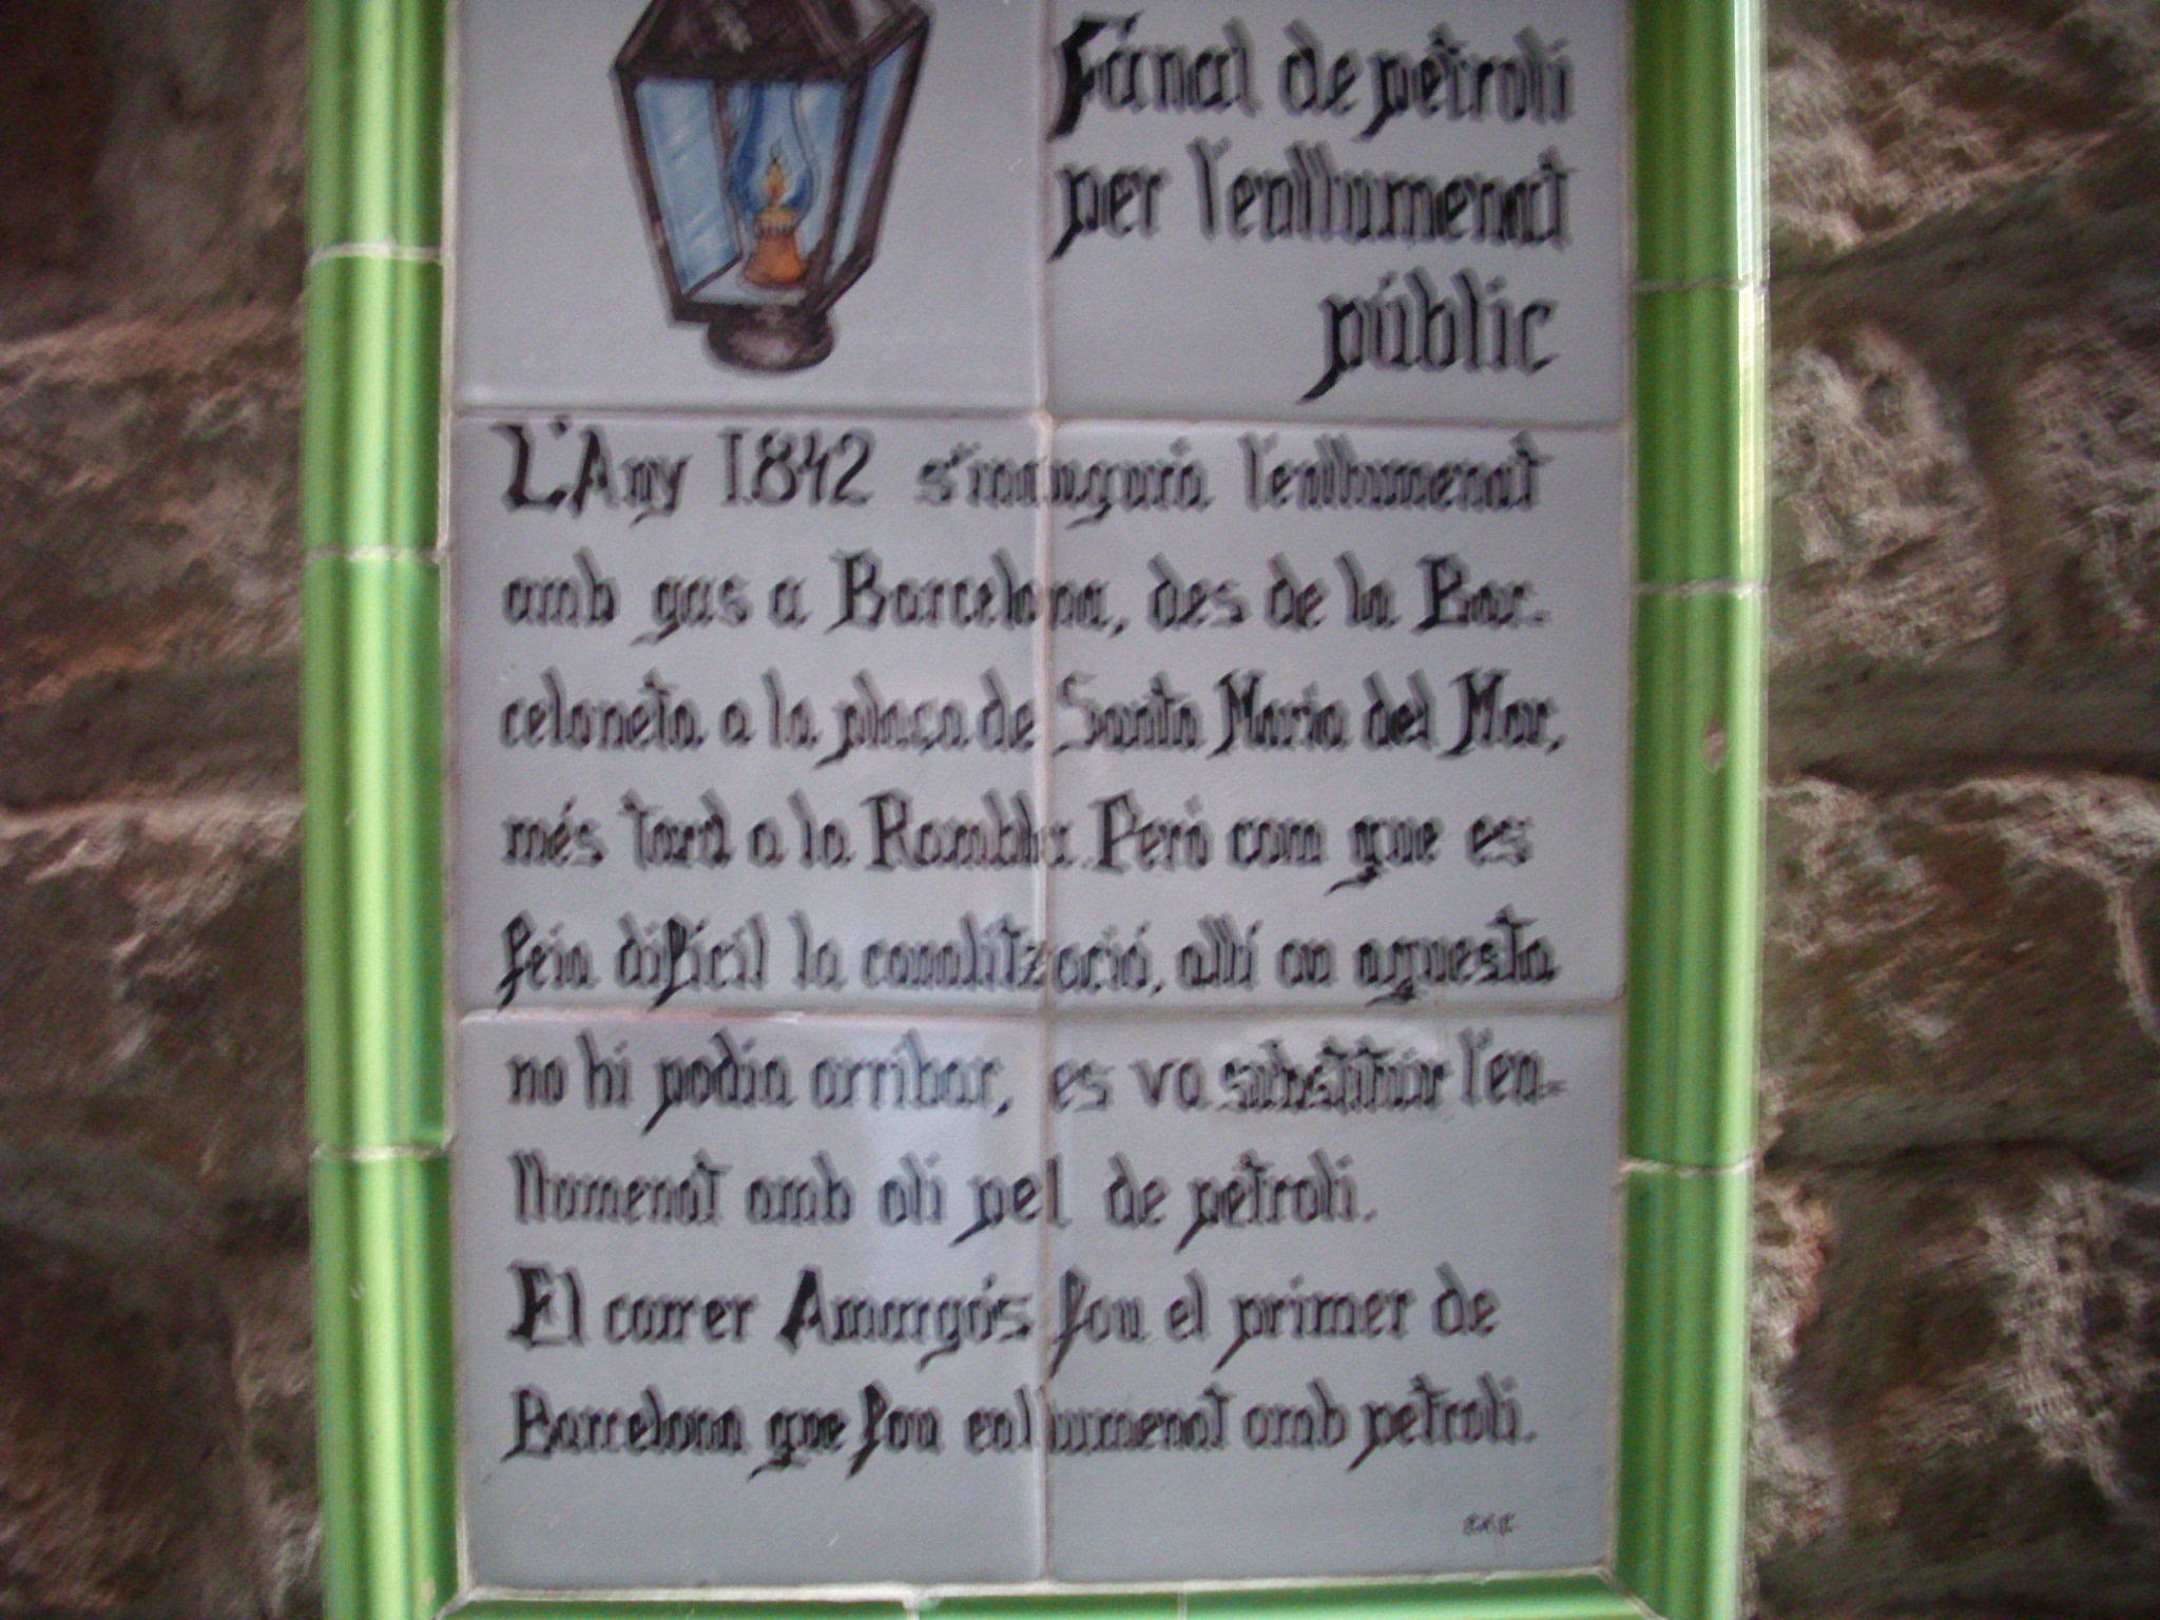 Fanal de petroli
per l'enllumenat
públic
L'Any 1.842 s'inaugurà l'enllumenat
amb gas a Barcelona, des de la Bar-
celoneta a la plaça de Santa Maria del Mar,
més tard a la Rambla. Però com que es
feia difícil la canalització, allí on aquesta
no hi podia arribar, es va substituir l'en-
llumenat amb oli pel de petroli.
El carrer Amargós fou el primer de
Barcelona que fou enllumenat amb petroli.